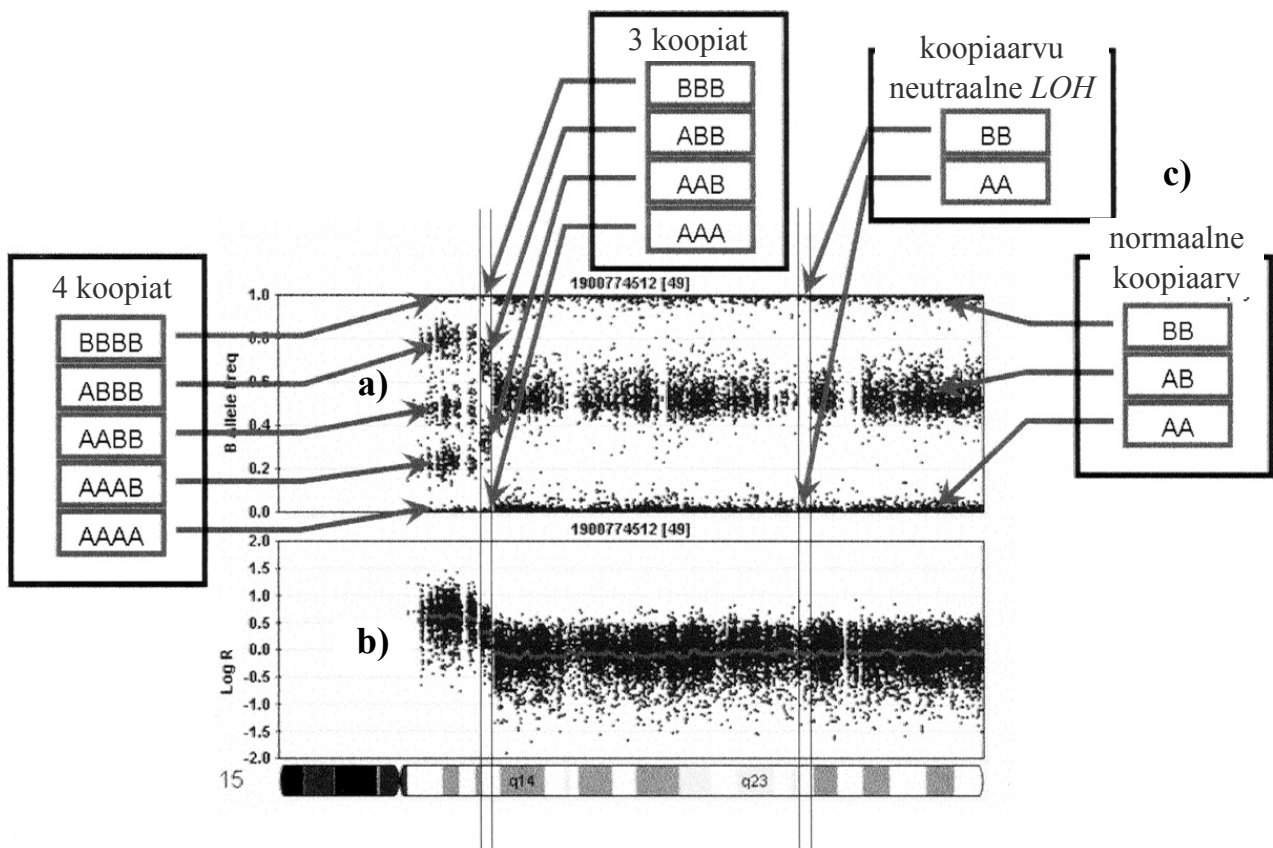 3 koopiat
BBB
ABB
AAB
AAA
koopiaarvu
neutraalne LOH
BB
AA
c)
normaalne
koopiaarv
BB
AB
AA
4 koopiat
BBBB
ABBB
AABB
AAAB
AAAA
1900774512 [49]
B Allele Freq
1.0
0.8
0.6
0.4
0.2
0.0
a)
1900774512 [49]
Log R
2.0
1.5
1.0
0.5
0.0
-0.5
-1.0
-1.5
-2.0
b)
15
q14
q23